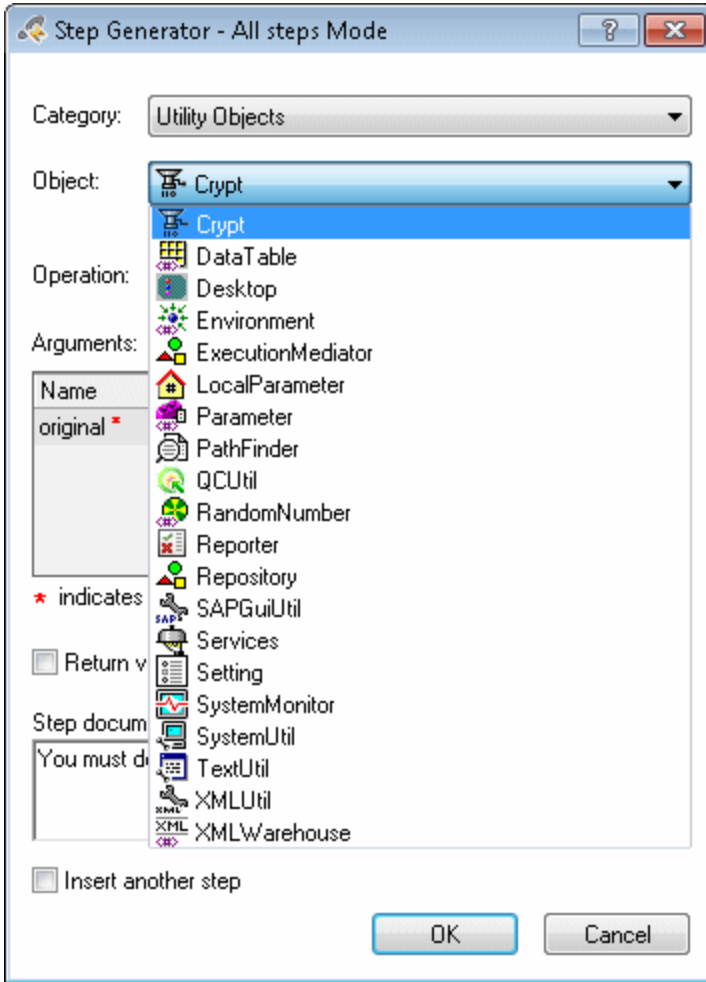 Step Generator - All steps Mode
Category: Utility Objects
Object: Crypt
Crypt
DataTable
Operation: Desktop
Environment
Arguments: ExecutionMediator
Name LocalParameter
original * Parameter
PathFinder
QCUtil
RandomNumber
Reporter
* indicates Repository
SAPGuiUtil
Services
Return v Setting
SystemMonitor
Step docum SystemUtil
You must d TextUtil
XMLUtil
XMLWarehouse
Insert another step
OK Cancel